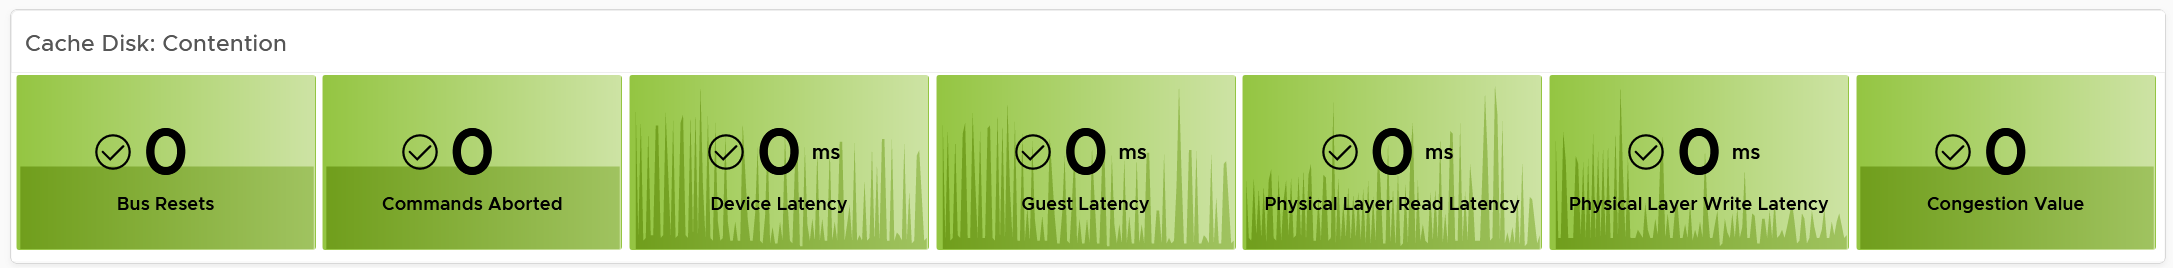 Cache Disk: Contention
0
Bus Resets
0
Commands Aborted
0 ms
Device Latency
0 ms
Guest Latency
0 ms
Physical Layer Read Latency
0 ms
Physical Layer Write Latency
0
Congestion Value